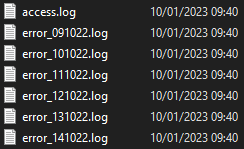 access.log 10/01/2023 09:40
error_091022.log 10/01/2023 09:40
error_101022.log 10/01/2023 09:40
error_111022.log 10/01/2023 09:40
error_121022.log 10/01/2023 09:40
error_131022.log 10/01/2023 09:40
error_141022.log 10/01/2023 09:40